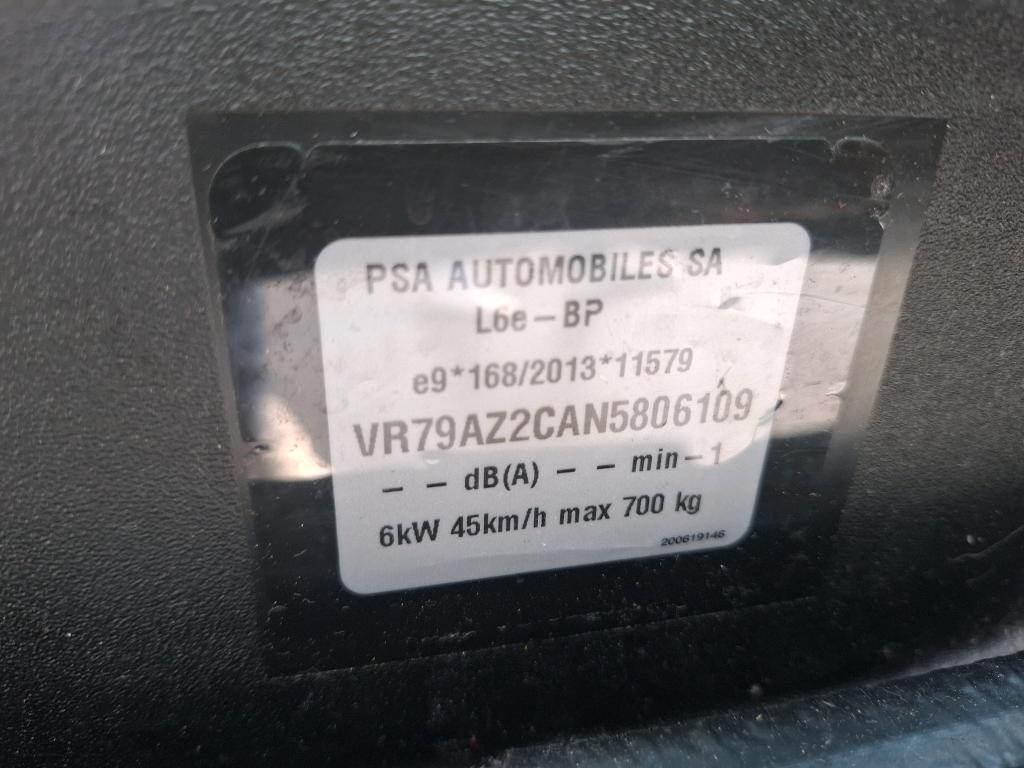 PSA AUTOMOBILES SA
L6e – BP
e9*168/2013*11579
VR79AZ2CAN5806109
– – dB(A) – – min – 1
6kW 45km/h max 700 kg
200619146